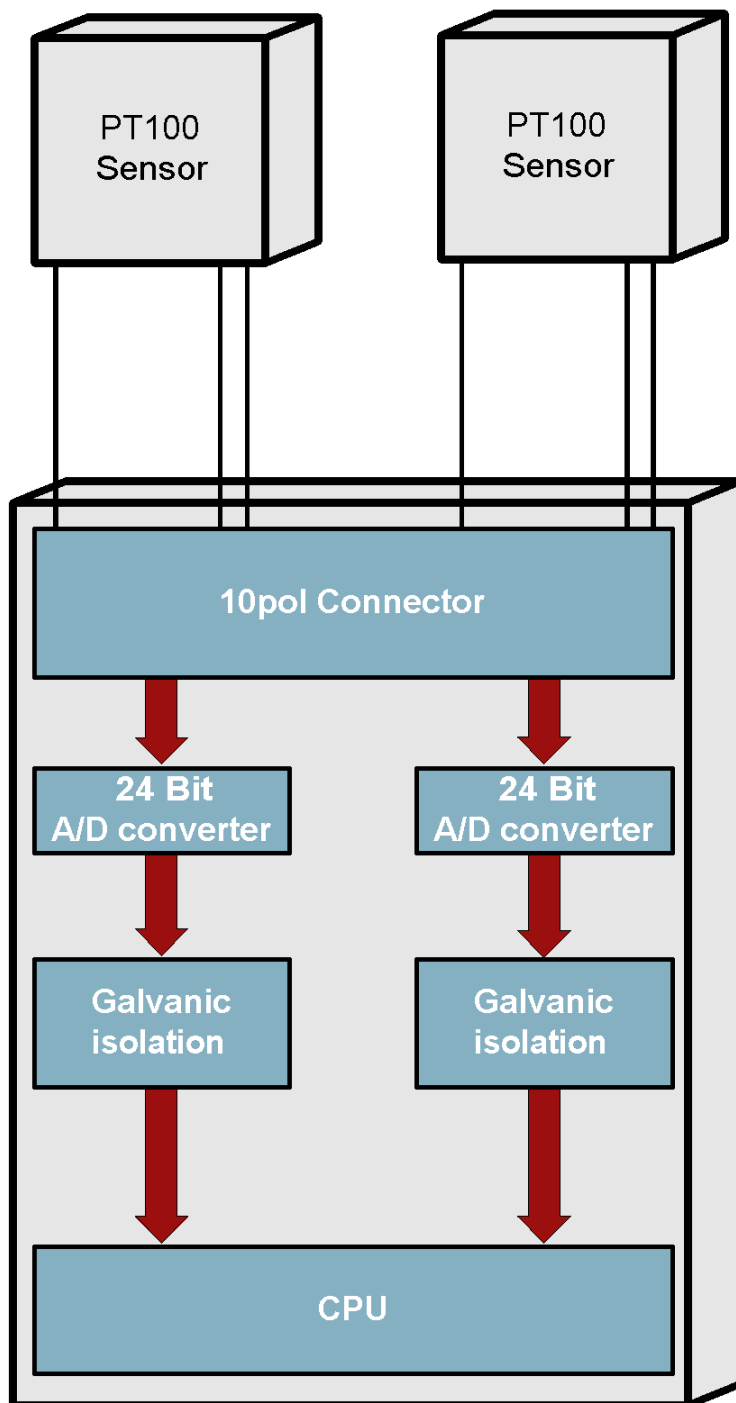 PT100
Sensor
PT100
Sensor
10pol Connector
24 Bit
A/D converter
24 Bit
A/D converter
Galvanic
isolation
Galvanic
isolation
CPU